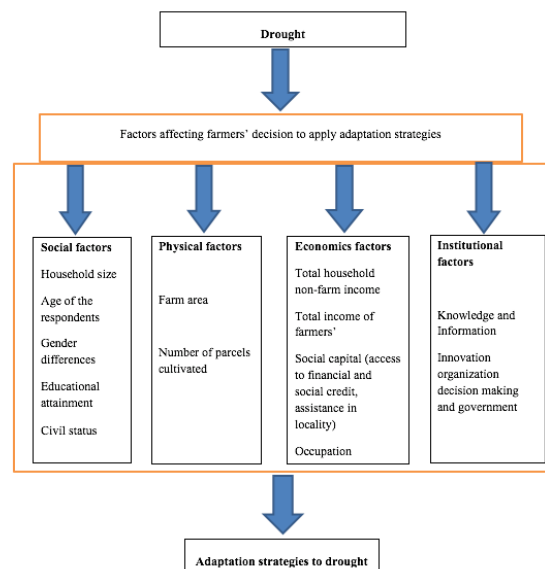 Drought
Factors affecting farmers’ decision to apply adaptation strategies
Social factors
Household size
Age of the
respondents
Gender
differences
Educational
attainment
Civil status
Physical factors
Farm area
Number of parcels
cultivated
Economics factors
Total household
non-farm income
Total income of
farmers’
Social capital (access
to financial and
social credit,
assistance in
locality)
Occupation
Institutional
factors
Knowledge and
Information
Innovation
organization
decision making
and government
Adaptation strategies to drought